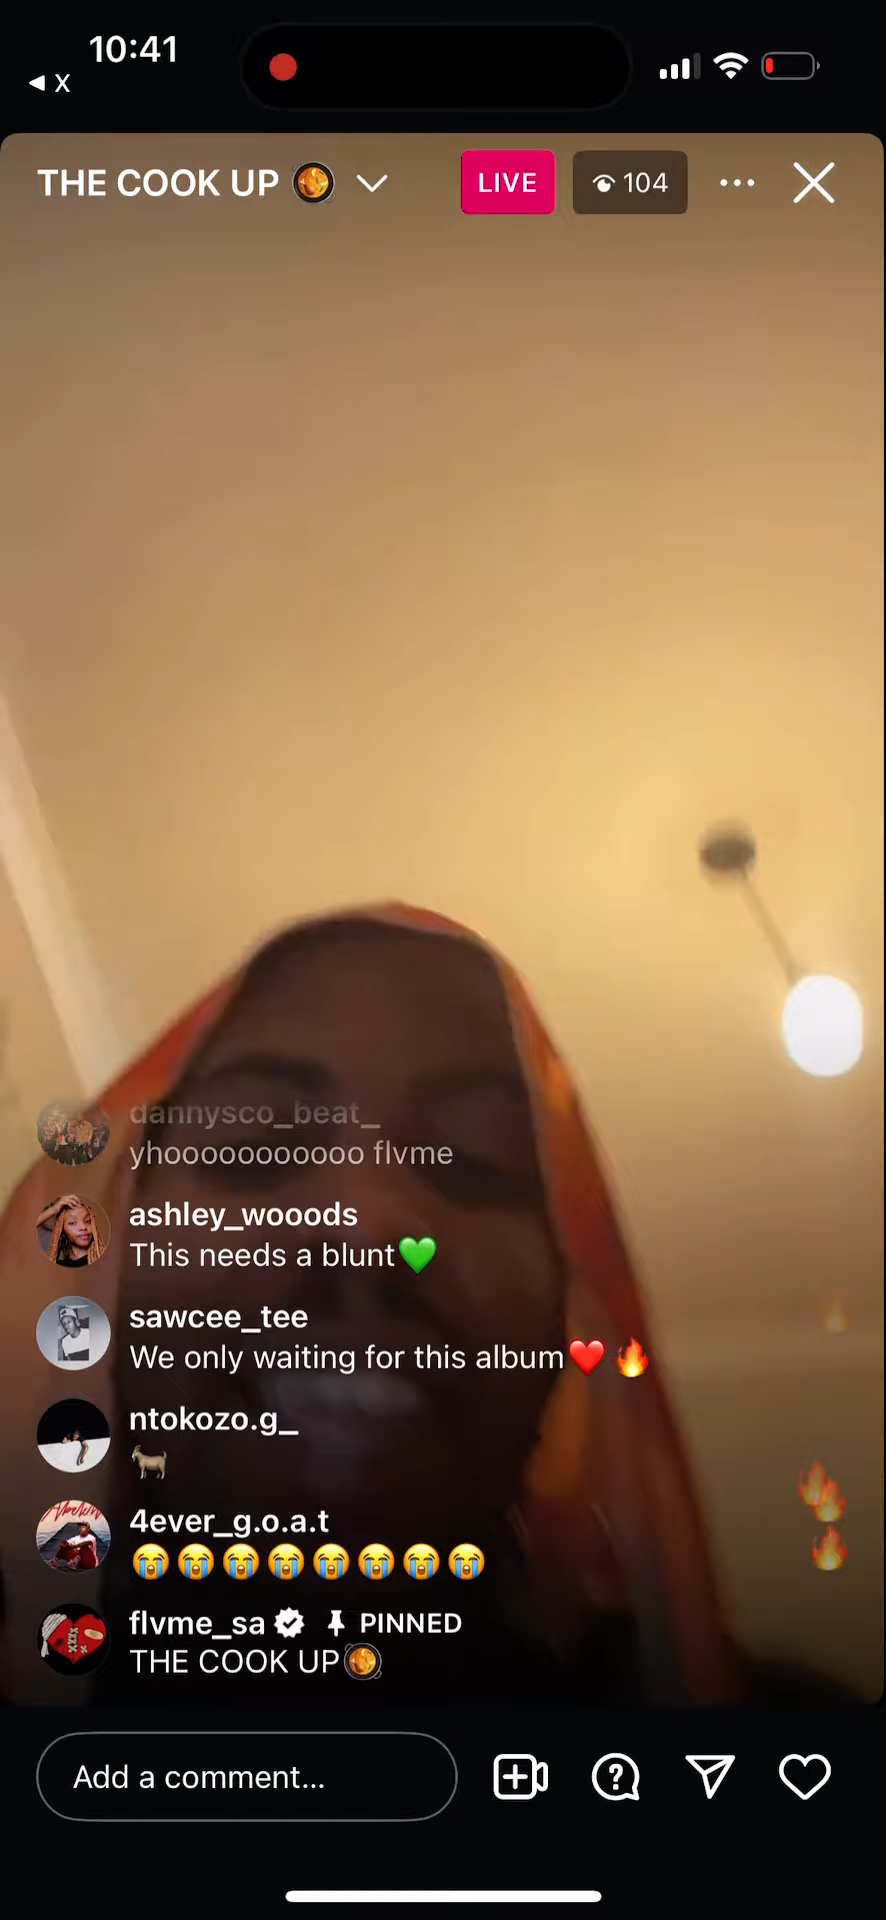 10:41
◀ X
THE COOK UP 🥘
LIVE
104
dannysco_beat_
yhooooooooooo flvme
ashley_wooods
This needs a blunt💚
sawcee_tee
We only waiting for this album❤️🔥
ntokozo.g_
🐐
4ever_g.o.a.t
😭😭😭😭😭😭😭😭
flvme_sa PINNED
THE COOK UP🥘
Add a comment...